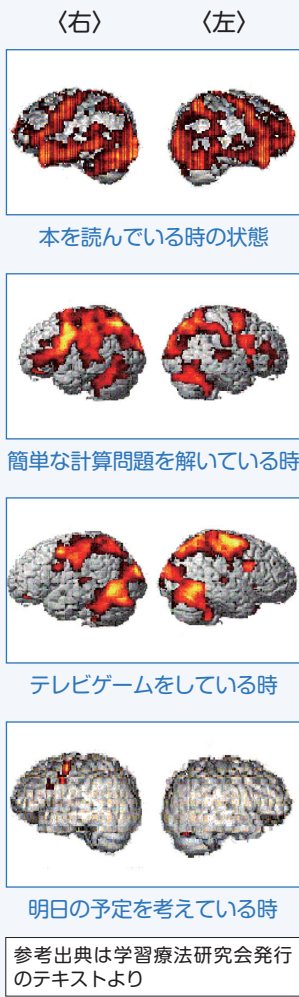 〈右〉 〈左〉
本を読んでいる時の状態
簡単な計算問題を解いている時
テレビゲームをしている時
明日の予定を考えている時
参考出典は学習療法研究会発行
のテキストより